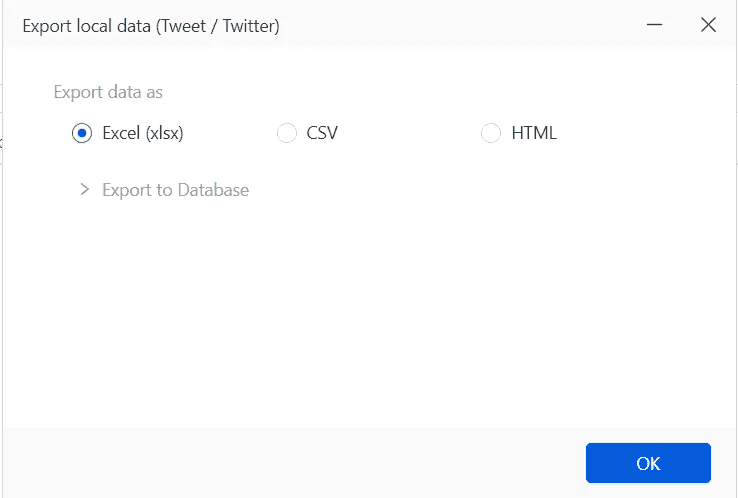 Export local data (Tweet / Twitter)
Export data as
Excel (xlsx) CSV HTML
Export to Database
OK